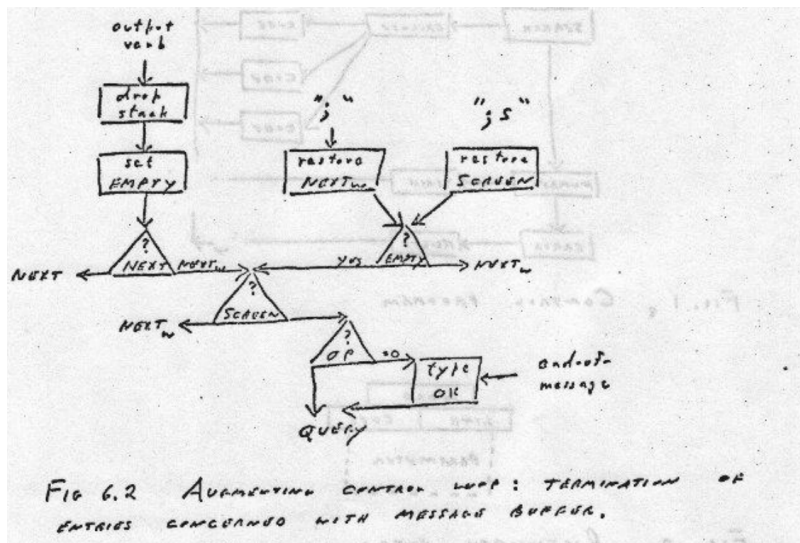 output
verb
drop
stack
set
EMPTY
?
NEXT
NEXT
NEXTw
";"
restore
NEXTw
";S"
restore
SCREEN
?
EMPTY
yes
NEXTw
?
SCREEN
NEXTw
?
OP
=0
type
OK
end-of-
message
QUERY
FIG 6.2 AUGMENTING CONTROL LOOP: TERMINATION OF
ENTRIES CONCERNED WITH MESSAGE BUFFER.
FIG. 1.